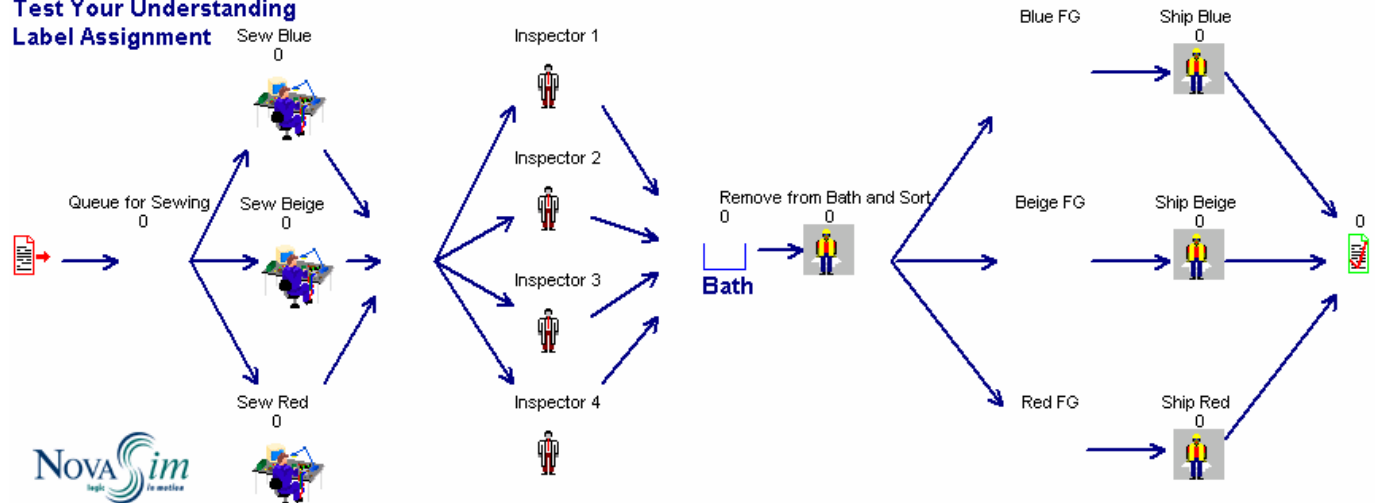 Test Your Understanding
Label Assignment
Sew Blue
0
Inspector 1
Blue FG
Ship Blue
0
Inspector 2
Queue for Sewing
0
Sew Beige
0
Remove from Bath and Sort
0
0
Bath
Beige FG
Ship Beige
0
0
Inspector 3
Sew Red
0
Inspector 4
Red FG
Ship Red
0
NovaSim
logic in motion